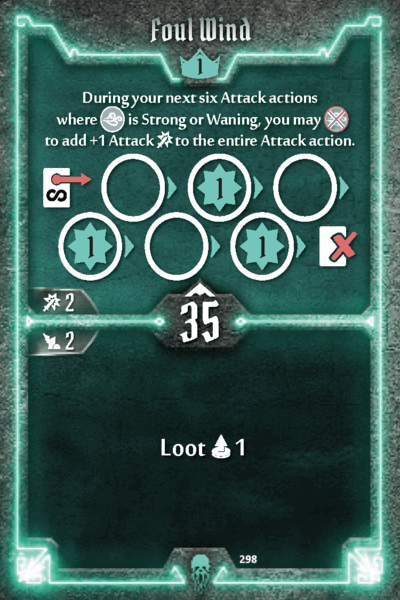 Foul Wind
1
During your next six Attack actions
where is Strong or Waning, you may
to add +1 Attack to the entire Attack action.
S
1
1
1
2
35
2
Loot 1
298